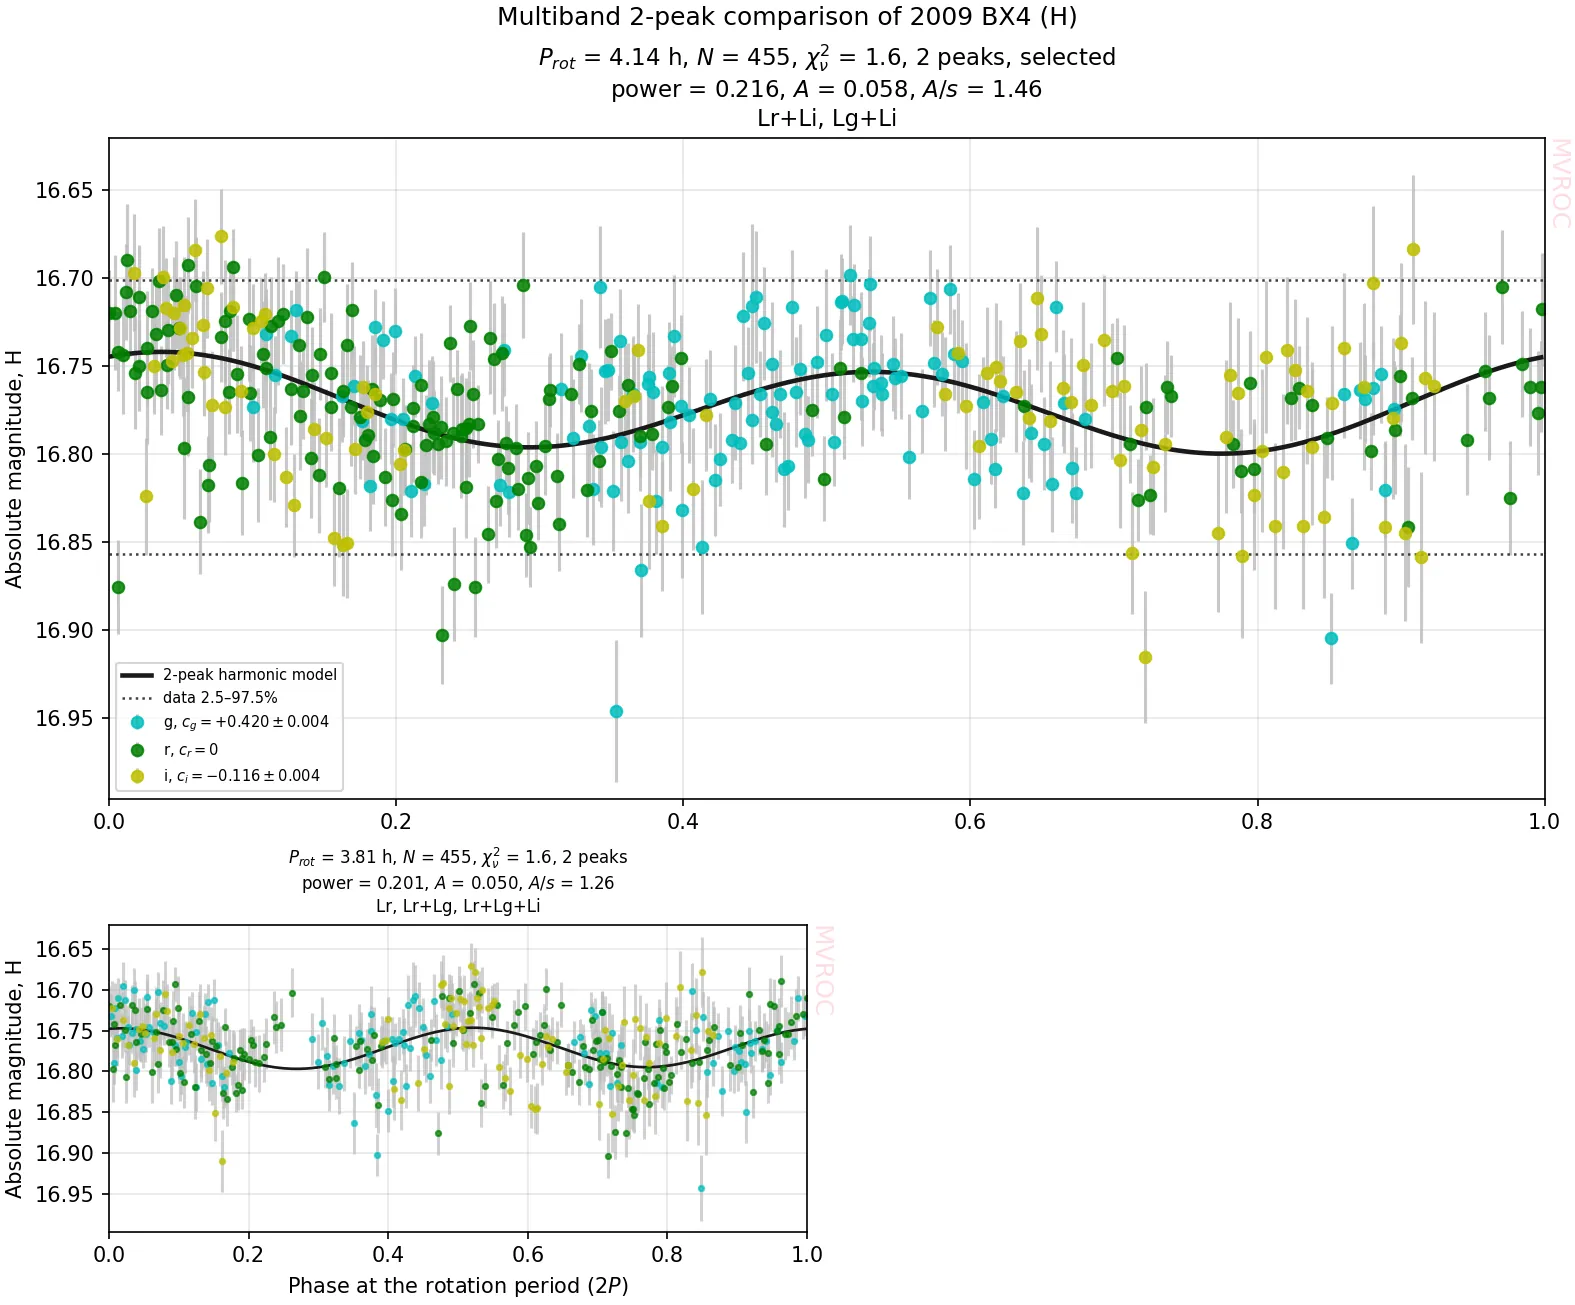 Multiband 2-peak comparison of 2009 BX4 (H)
P_rot = 4.14 h, N = 455, χ²_ν = 1.6, 2 peaks, selected
power = 0.216, A = 0.058, A/s = 1.46
Lr+Li, Lg+Li
MVROC
Absolute magnitude, H
16.65
16.70
16.75
16.80
16.85
16.90
16.95
2-peak harmonic model
data 2.5–97.5%
g, c_g = +0.420 ± 0.004
r, c_r = 0
i, c_i = −0.116 ± 0.004
0.0 0.2 0.4 0.6 0.8 1.0
P_rot = 3.81 h, N = 455, χ²_ν = 1.6, 2 peaks
power = 0.201, A = 0.050, A/s = 1.26
Lr, Lr+Lg, Lr+Lg+Li
MVROC
Absolute magnitude, H
16.65
16.70
16.75
16.80
16.85
16.90
16.95
0.0 0.2 0.4 0.6 0.8 1.0
Phase at the rotation period (2P)